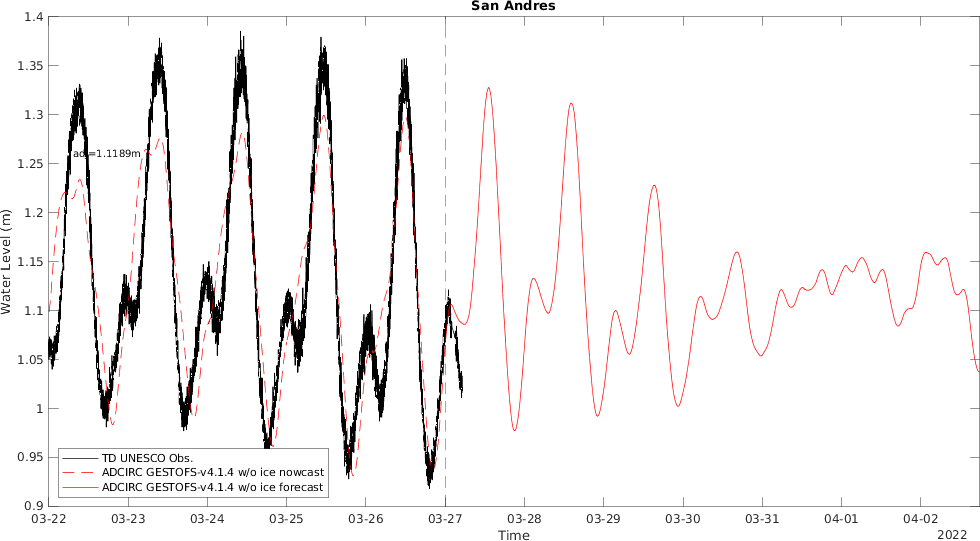 San Andres
1.4
1.35
1.3
1.25
1.2
1.15
1.1
1.05
1
0.95
0.9
Water Level (m)
adj=1.1189m
TD UNESCO Obs.
ADCIRC GESTOFS-v4.1.4 w/o ice nowcast
ADCIRC GESTOFS-v4.1.4 w/o ice forecast
03-22 03-23 03-24 03-25 03-26 03-27 03-28 03-29 03-30 03-31 04-01 04-02
Time
2022